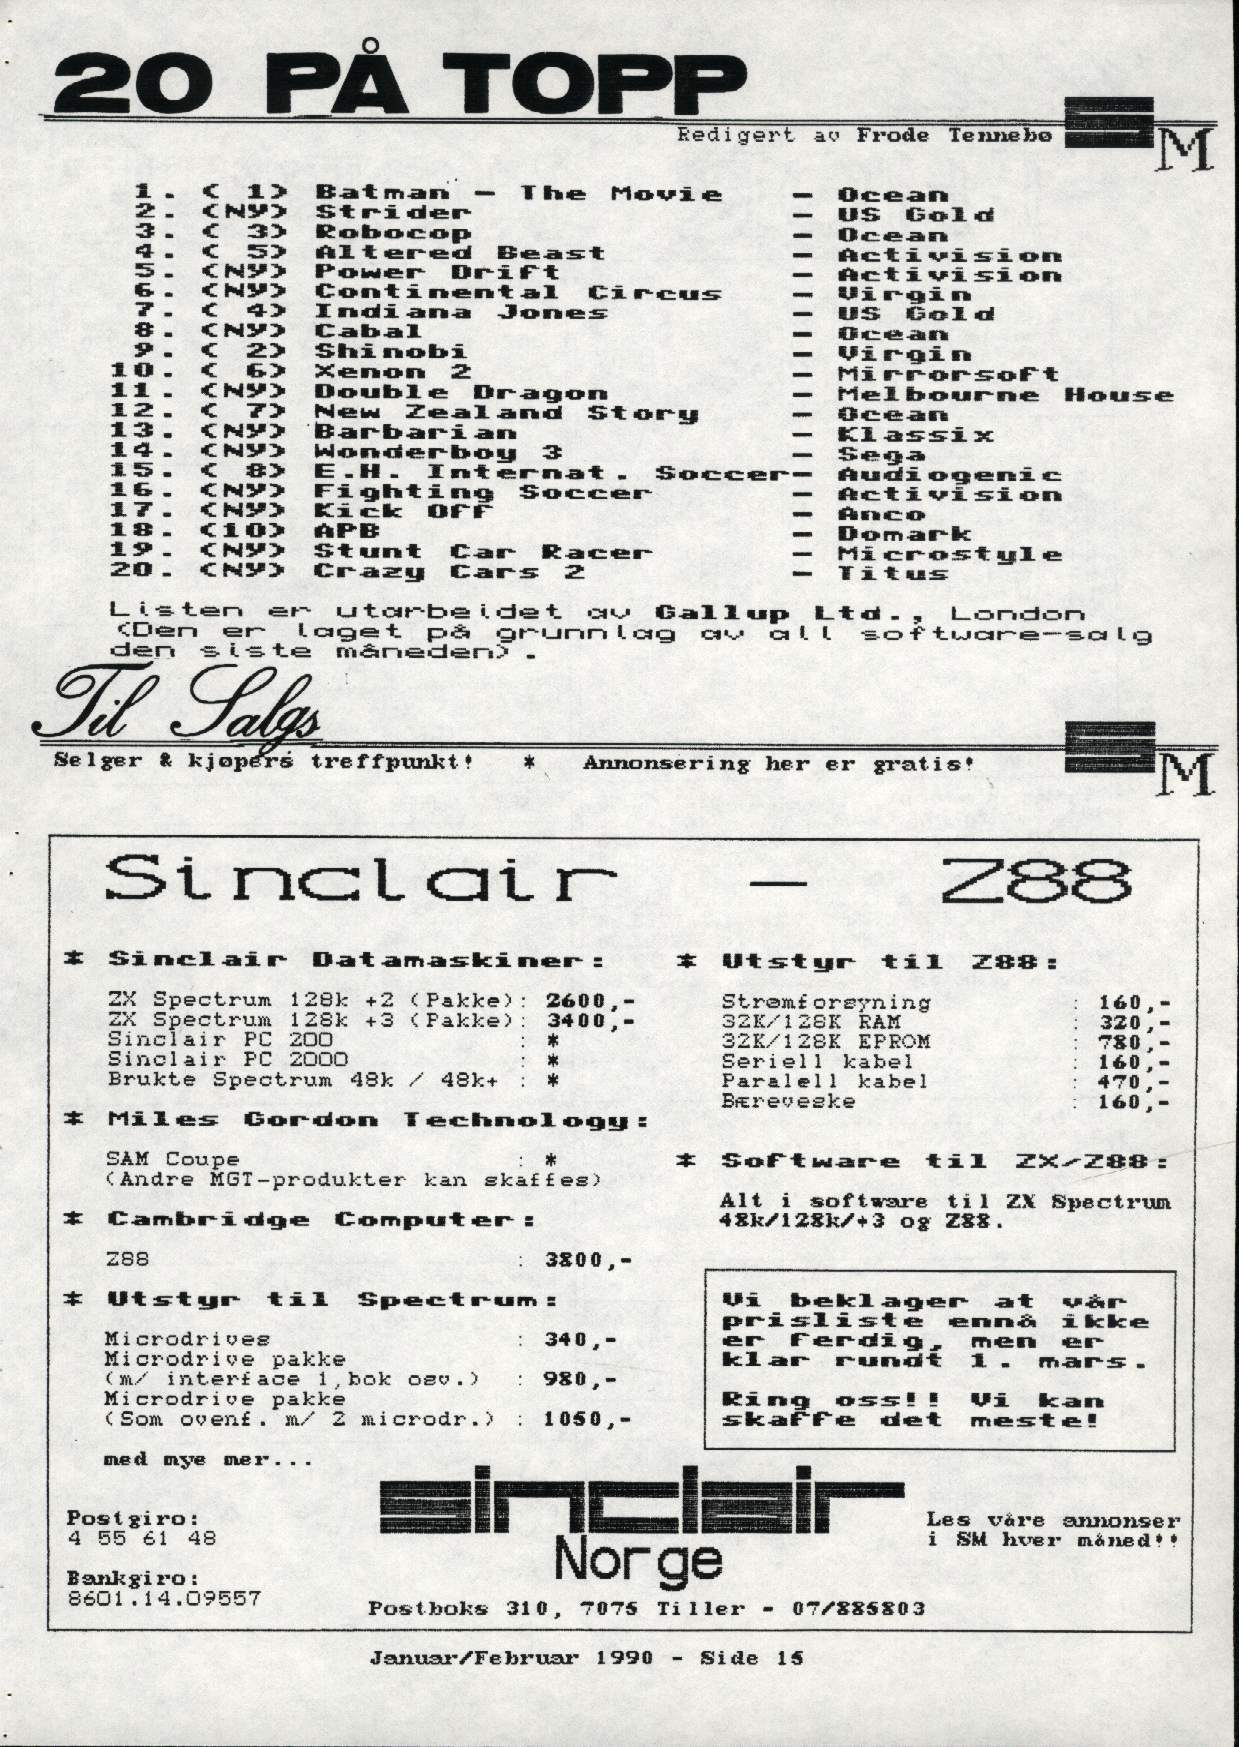 20 PÅ TOPP
Redigert av Frode Tennebø
SM
1. ( 1) Batman - The Movie - Ocean
2. (NY) Strider - US Gold
3. ( 3) Robocop - Ocean
4. ( 5) Altered Beast - Activision
5. (NY) Power Drift - Activision
6. (NY) Continental Circus - Virgin
7. ( 4) Indiana Jones - US Gold
8. (NY) Cabal - Ocean
9. ( 2) Shinobi - Virgin
10. ( 6) Xenon 2 - Mirrorsoft
11. (NY) Double Dragon - Melbourne House
12. ( 7) New Zealand Story - Ocean
13. (NY) Barbarian - Klassix
14. (NY) Wonderboy 3 - Sega
15. ( 8) E.H. Internat. Soccer- Audiogenic
16. (NY) Fighting Soccer - Activision
17. (NY) Kick Off - Anco
18. (10) APB - Domark
19. (NY) Stunt Car Racer - Microstyle
20. (NY) Crazy Cars 2 - Titus
Listen er utarbeidet av Gallup Ltd., London
(Den er laget på grunnlag av all software-salg
den siste måneden).
Til Salgs
Selger & kjøpers treffpunkt! * Annonsering her er gratis!
SM
Sinclair - Z88
* Sinclair Datamaskiner:
ZX Spectrum 128k +2 (Pakke): 2600,-
ZX Spectrum 128k +3 (Pakke): 3400,-
Sinclair PC 200 : *
Sinclair PC 2000 : *
Brukte Spectrum 48k / 48k+ : *
* Miles Gordon Technology:
SAM Coupe : *
(Andre MGT-produkter kan skaffes)
* Cambridge Computer:
Z88 : 3800,-
* Utstyr til Spectrum:
Microdrives : 340,-
Microdrive pakke
(m/ interface 1,bok osv.) : 980,-
Microdrive pakke
(Som ovenf. m/ 2 microdr.) : 1050,-
med mye mer...
* Utstyr til Z88:
Strømforsyning : 160,-
32K/128K RAM : 320,-
32K/128K EPROM : 780,-
Seriell kabel : 160,-
Paralell kabel : 470,-
Bæreveske : 160,-
* Software til ZX/Z88:
Alt i software til ZX Spectrum
48k/128k/+3 og Z88.
Vi beklager at vår
prisliste ennå ikke
er ferdig, men er
klar rundt 1. mars.
Ring oss!! Vi kan
skaffe det meste!
Postgiro:
4 55 61 48
Bankgiro:
8601.14.09557
sinclair
Norge
Les våre annonser
i SM hver måned!!
Postboks 310, 7075 Tiller - 07/885803
Januar/Februar 1990 - Side 15